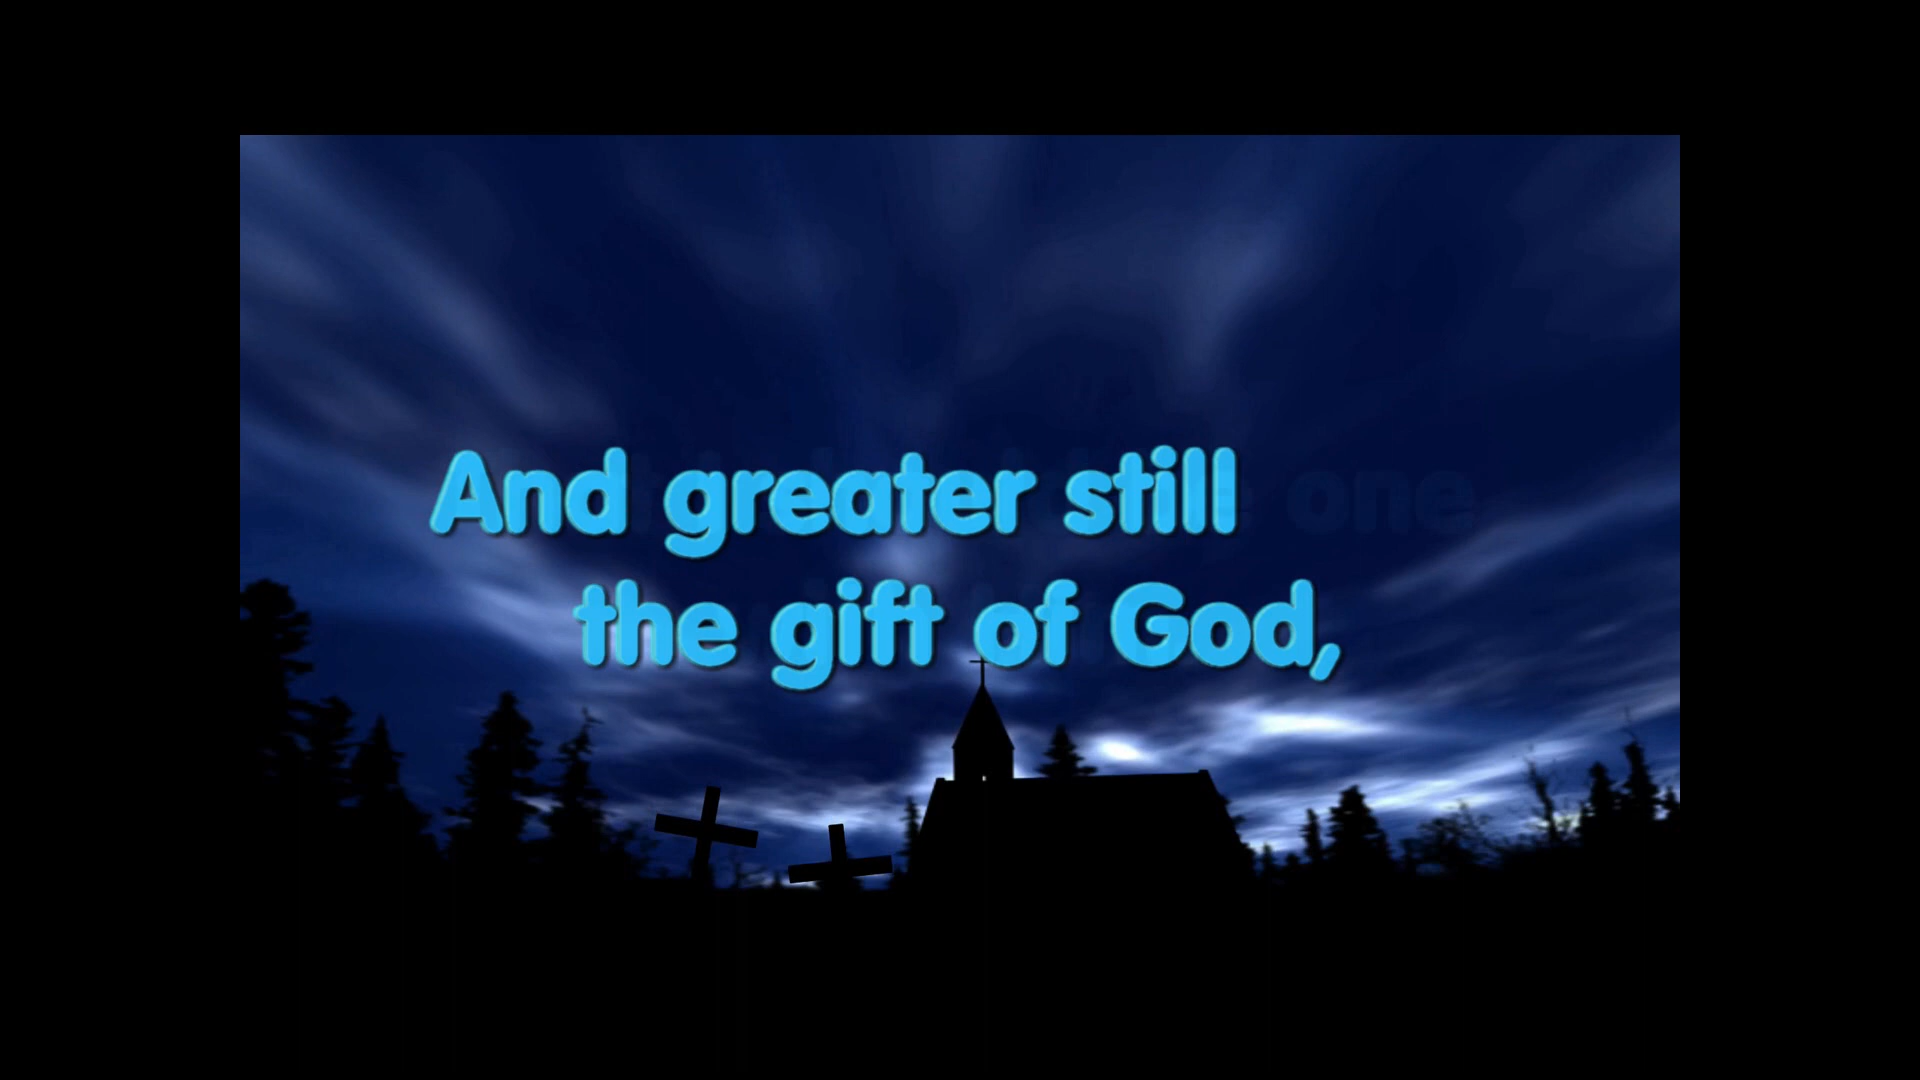 And greater still
the gift of God,